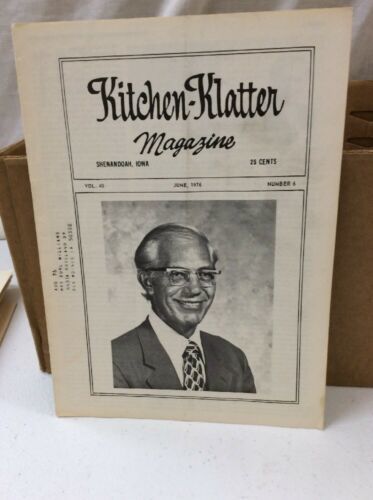 Kitchen-Klatter
Magazine
SHENANDOAH, IOWA 25 CENTS
VOL. 40 JUNE, 1976 NUMBER 6